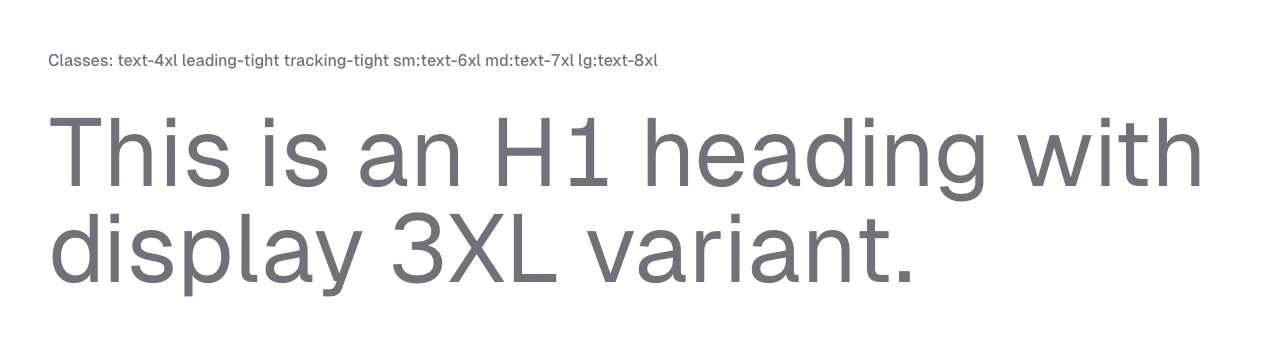 Classes: text-4xl leading-tight tracking-tight sm:text-6xl md:text-7xl lg:text-8xl
This is an H1 heading with
display 3XL variant.